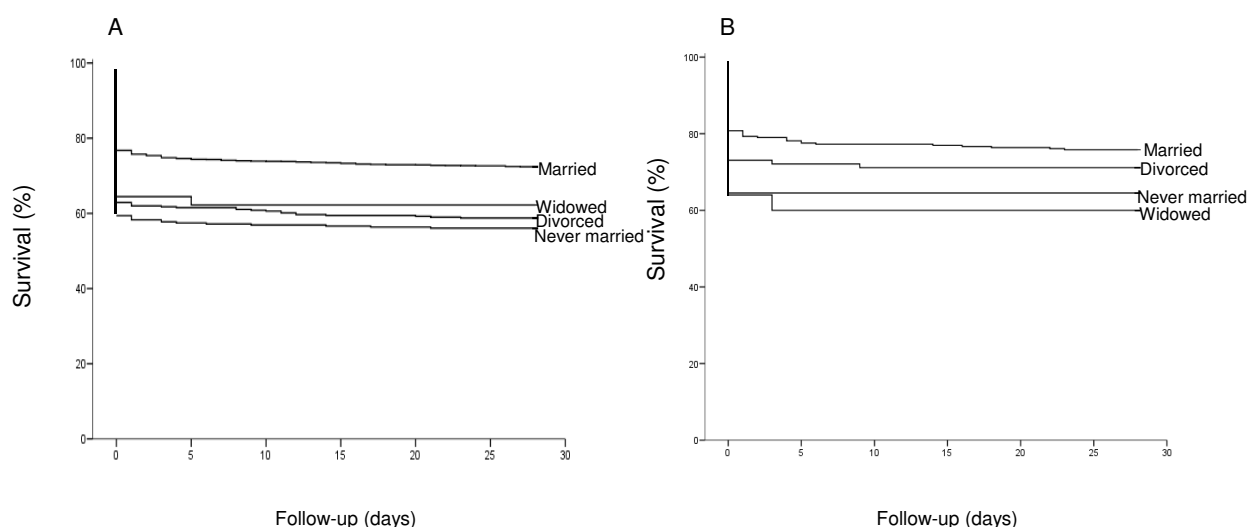 A
Survival (%)
100
80
60
40
20
0
Married
Widowed
Divorced
Never married
0 5 10 15 20 25 30
Follow-up (days)
B
Survival (%)
100
80
60
40
20
0
Married
Divorced
Never married
Widowed
0 5 10 15 20 25 30
Follow-up (days)